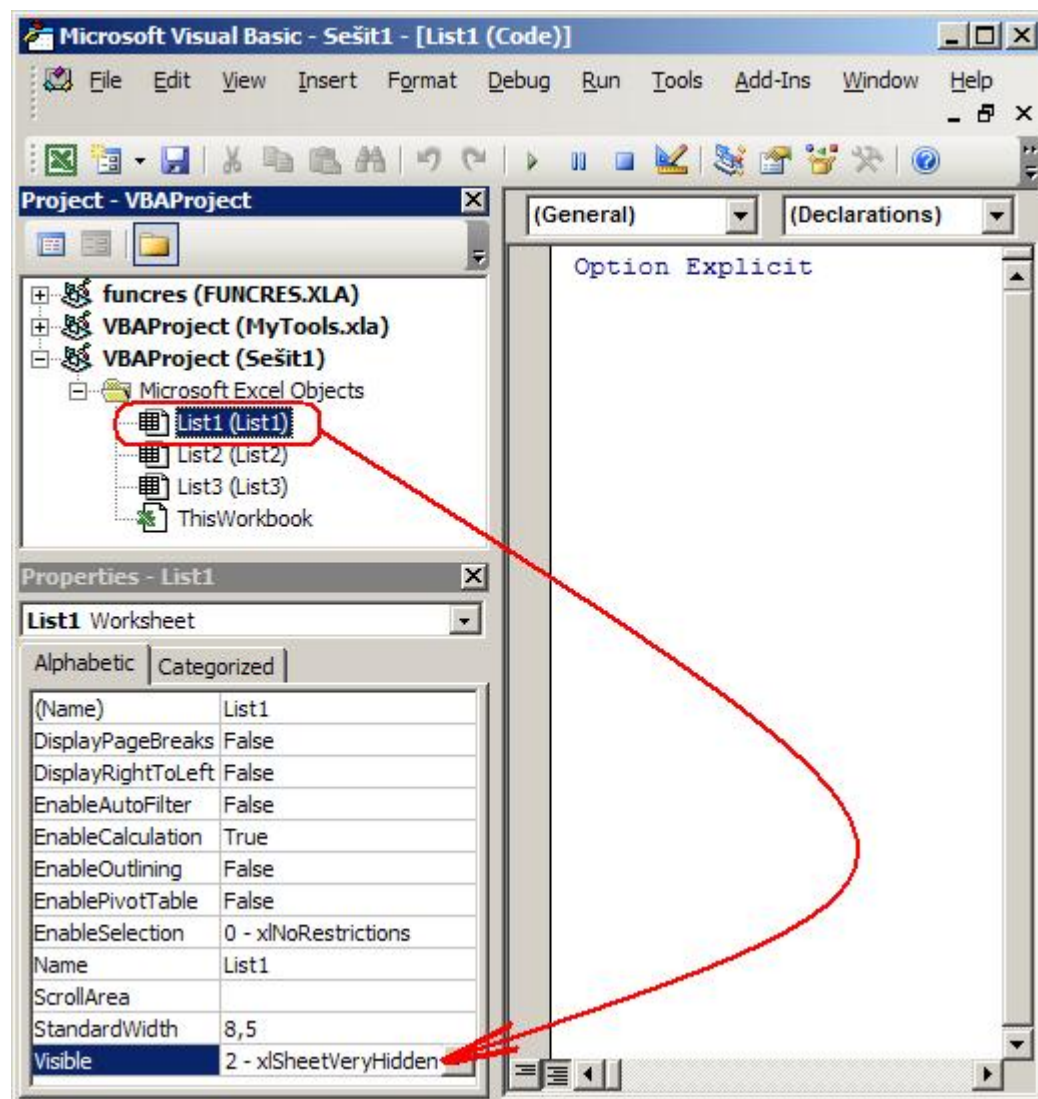 Microsoft Visual Basic - Sešit1 - [List1 (Code)]
File Edit View Insert Format Debug Run Tools Add-Ins Window Help
Project - VBAProject
funcres (FUNCRES.XLA)
VBAProject (MyTools.xla)
VBAProject (Sešit1)
Microsoft Excel Objects
List1 (List1)
List2 (List2)
List3 (List3)
ThisWorkbook
Properties - List1
List1 Worksheet
Alphabetic Categorized
(Name) List1
DisplayPageBreaks False
DisplayRightToLeft False
EnableAutoFilter False
EnableCalculation True
EnableOutlining False
EnablePivotTable False
EnableSelection 0 - xlNoRestrictions
Name List1
ScrollArea
StandardWidth 8,5
Visible 2 - xlSheetVeryHidden
(General) (Declarations)
Option Explicit